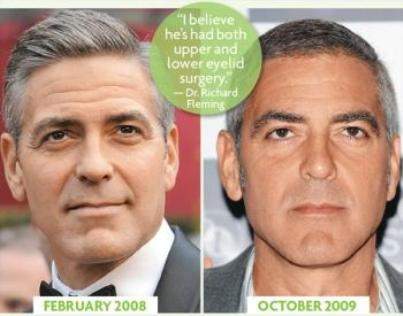 “I believe
he's had both
upper and
lower eyelid
surgery.”
— Dr. Richard
Fleming
FEBRUARY 2008
OCTOBER 2009